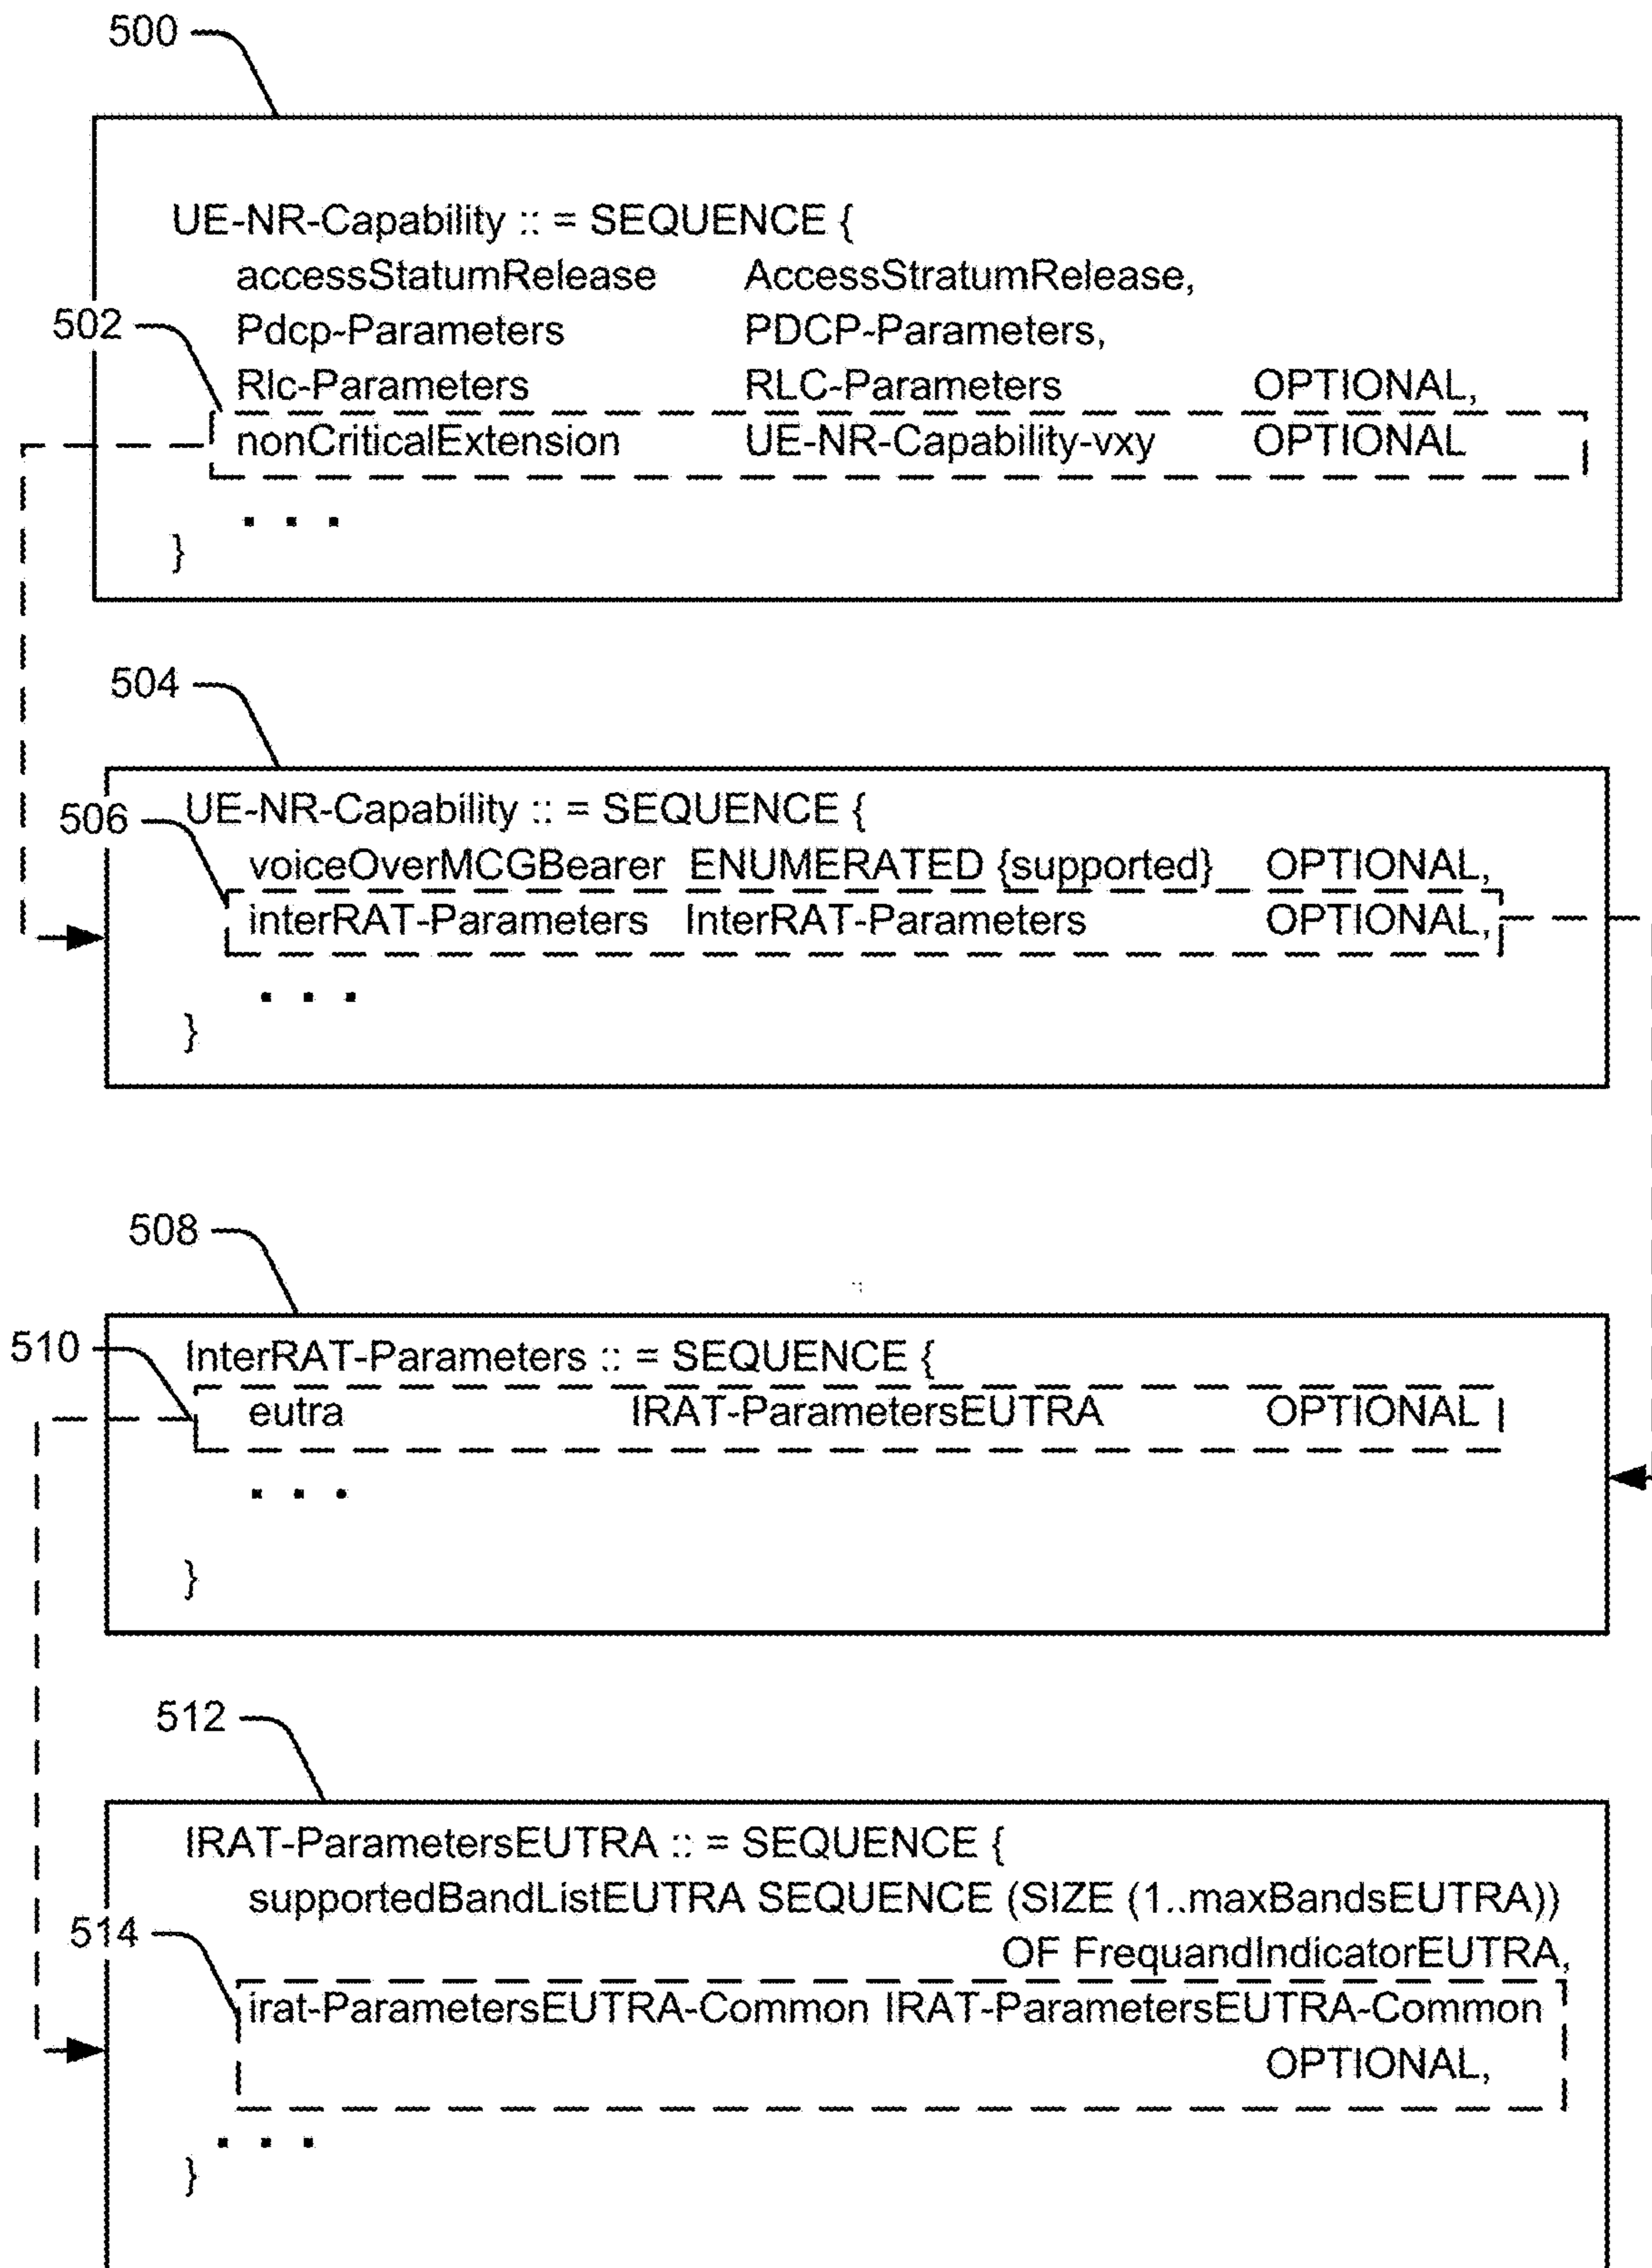 500
UE-NR-Capability :: = SEQUENCE {
accessStatumRelease AccessStratumRelease,
502
Pdcp-Parameters PDCP-Parameters,
Rlc-Parameters RLC-Parameters OPTIONAL,
nonCriticalExtension UE-NR-Capability-vxy OPTIONAL
. . .
}
504
UE-NR-Capability :: = SEQUENCE {
506
voiceOverMCGBearer ENUMERATED {supported} OPTIONAL,
interRAT-Parameters InterRAT-Parameters OPTIONAL,
. . .
}
508
510
InterRAT-Parameters :: = SEQUENCE {
eutra IRAT-ParametersEUTRA OPTIONAL
. . .
}
512
IRAT-ParametersEUTRA :: = SEQUENCE {
supportedBandListEUTRA SEQUENCE (SIZE (1..maxBandsEUTRA))
514
OF FrequandIndicatorEUTRA,
irat-ParametersEUTRA-Common IRAT-ParametersEUTRA-Common
OPTIONAL,
. . .
}